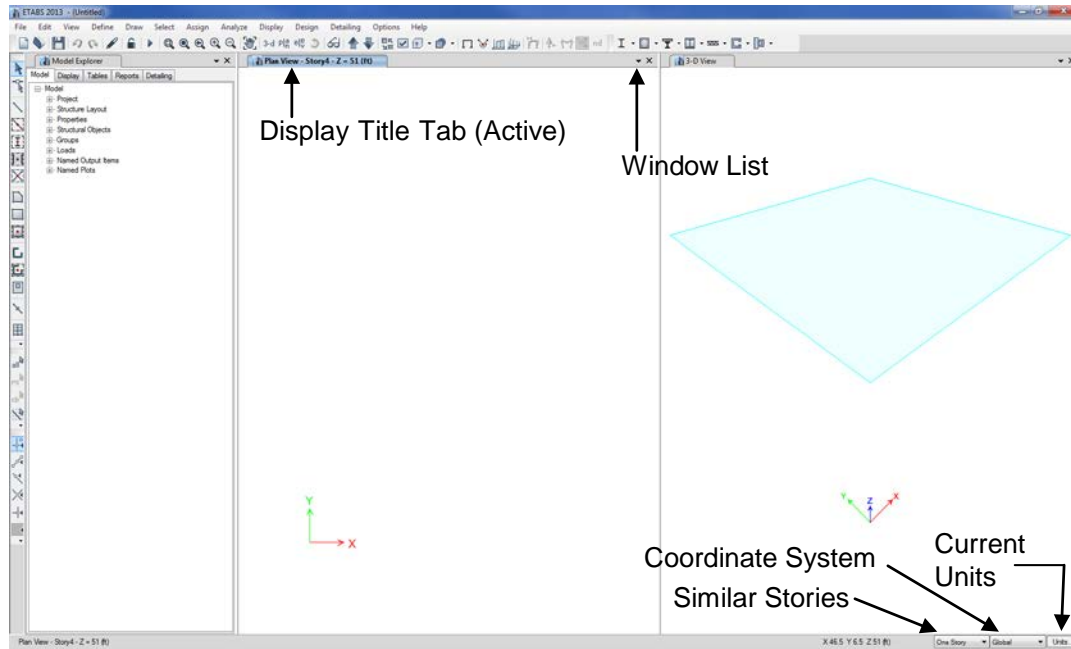 ETABS 2013 - (Untitled)
File Edit View Define Draw Select Assign Analyze Display Design Detailing Options Help
Model Explorer
Model Display Tables Reports Detailing
Model
Project
Structure Layout
Properties
Structural Objects
Groups
Loads
Named Output Items
Named Plots
Plan View - Story4 - Z = 51 (ft)
3-D View
Display Title Tab (Active)
Window List
Y
X
Y
Z
X
Coordinate System
Current
Units
Similar Stories
Plan View - Story4 - Z = 51 (ft)
X 46.5 Y 6.5 Z 51 (ft)
One Story
Global
Units